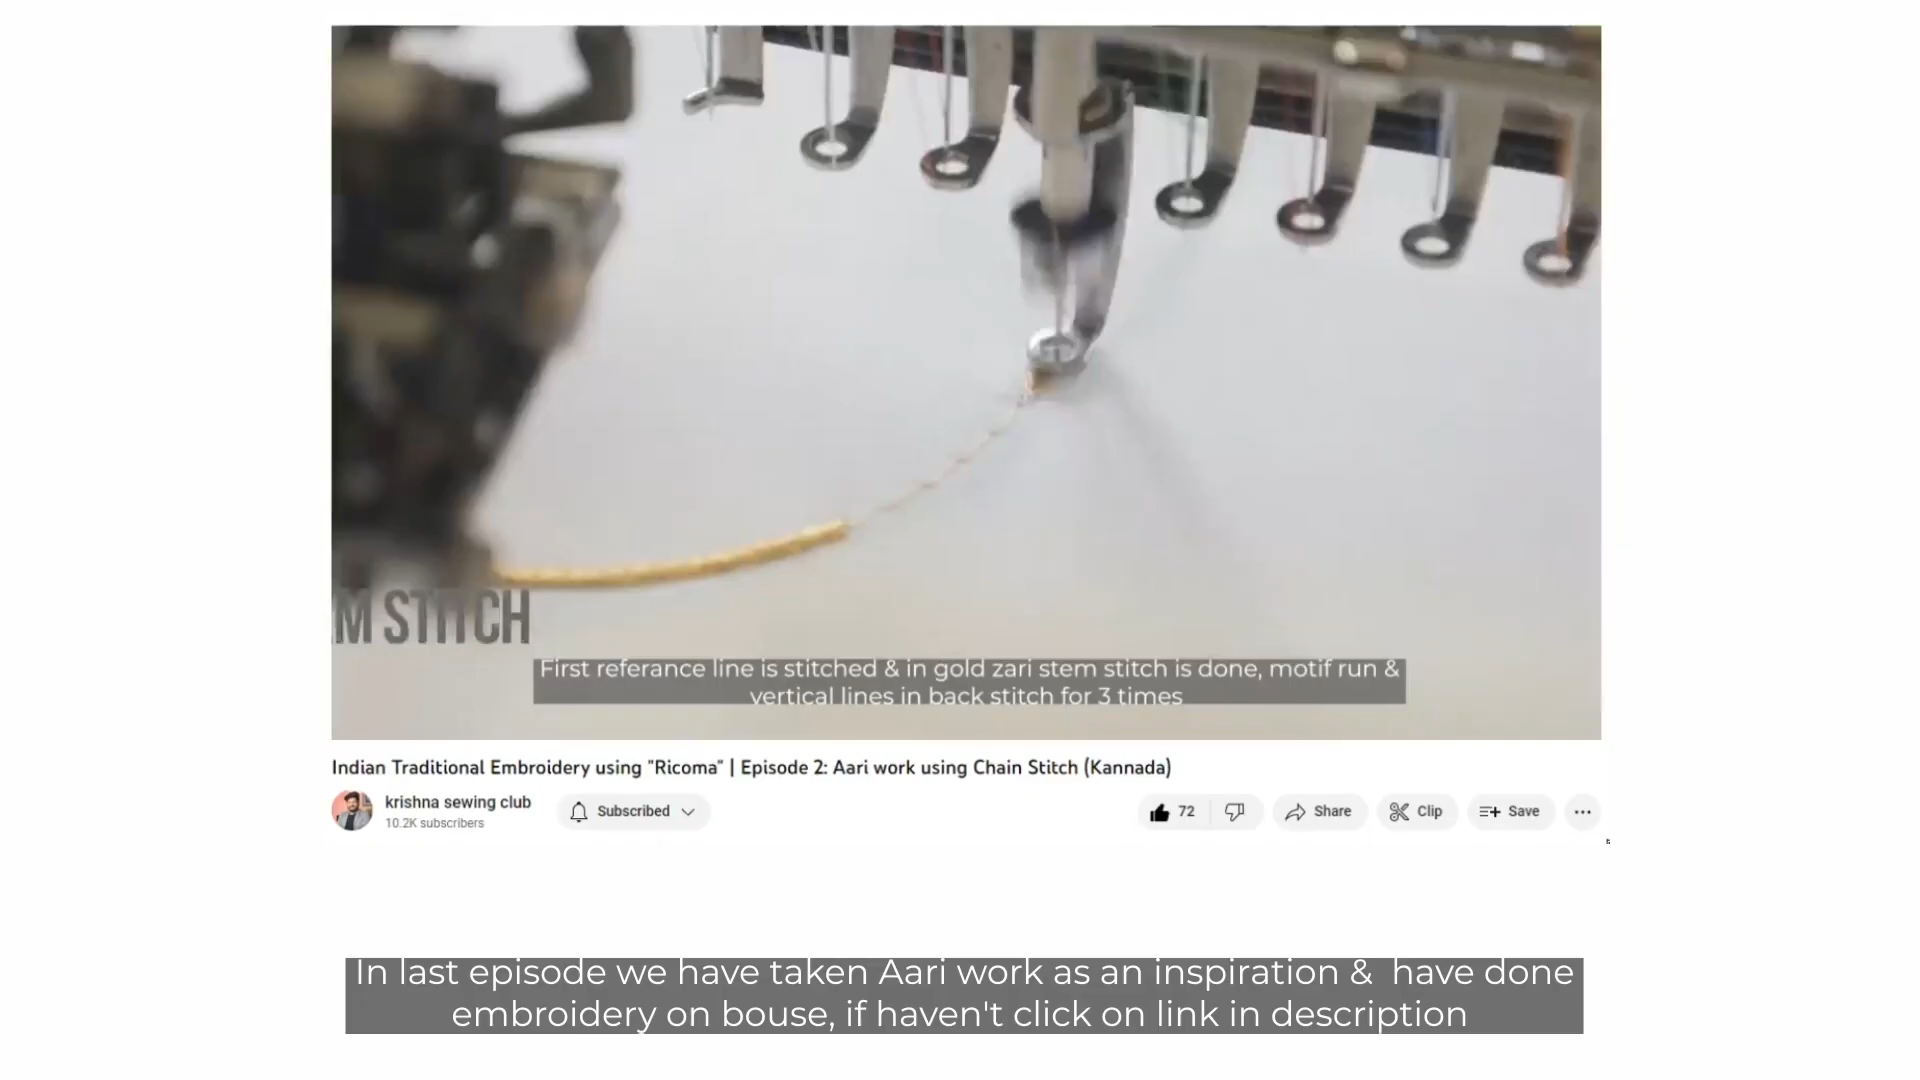 M STITCH
First referance line is stitched & in gold zari stem stitch is done, motif run &
vertical lines in back stitch for 3 times
Indian Traditional Embroidery using "Ricoma" | Episode 2: Aari work using Chain Stitch (Kannada)
krishna sewing club
10.2K subscribers
Subscribed
72
Share
Clip
Save
In last episode we have taken Aari work as an inspiration & have done
embroidery on bouse, if haven't click on link in description